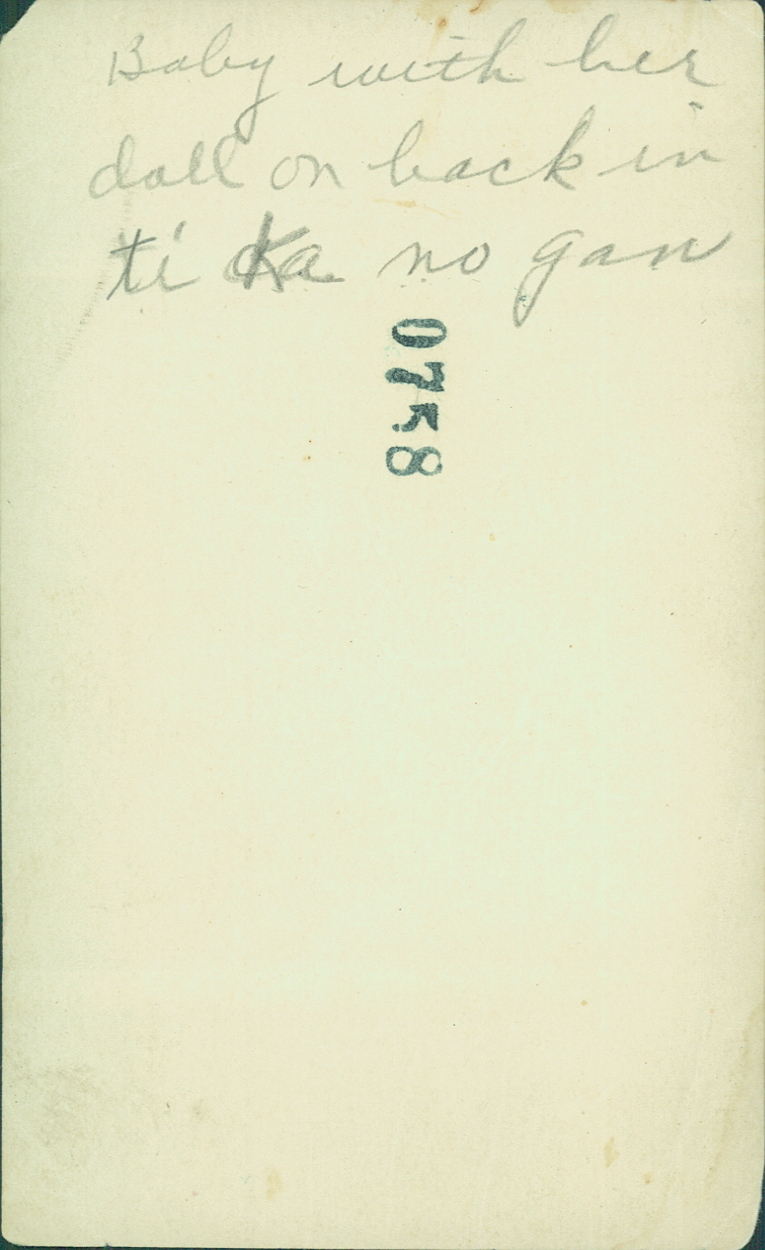 Baby with her
doll on back in
ti Ka no gan
0758